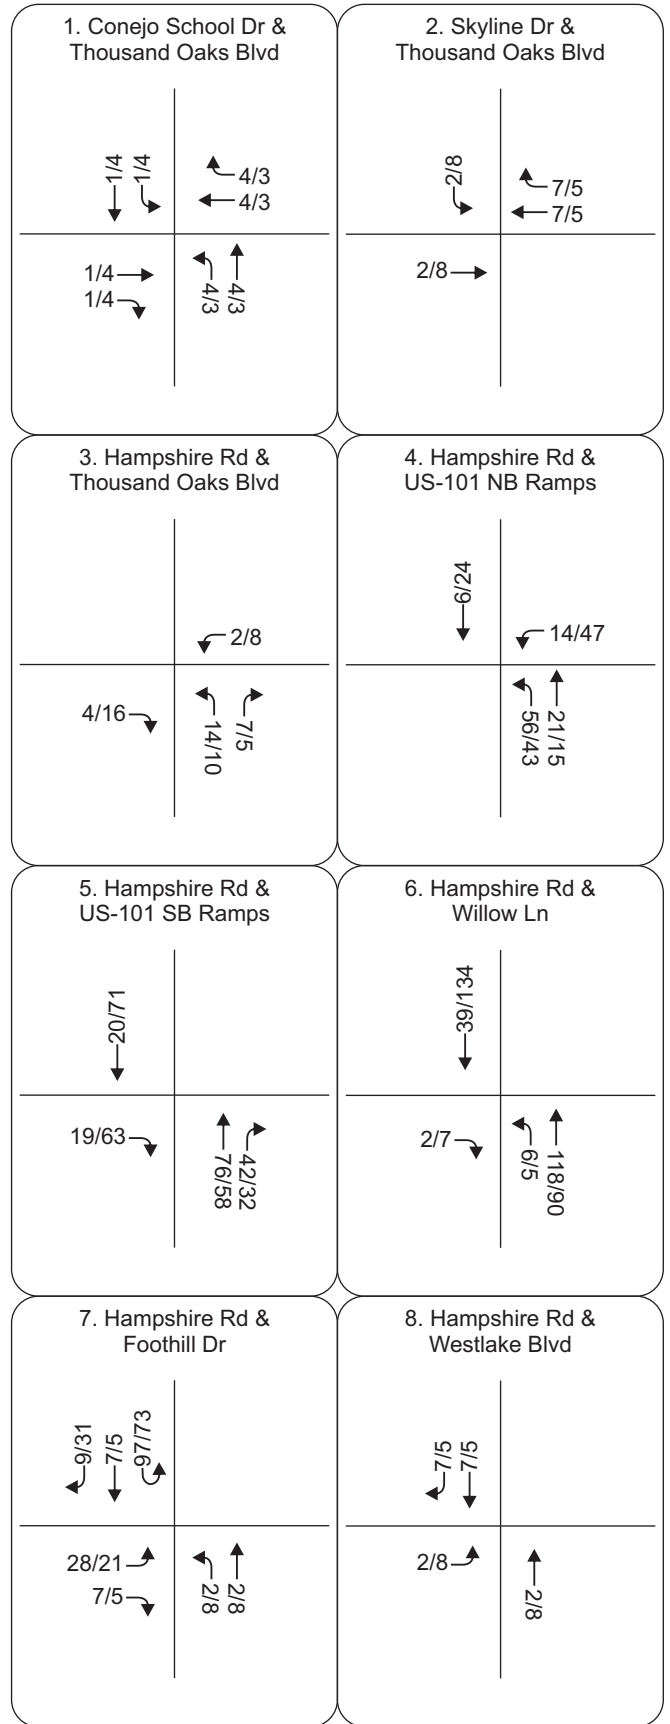 1. Conejo School Dr &
Thousand Oaks Blvd
1/4
1/4
4/3
4/3
1/4
1/4
4/3
4/3
2. Skyline Dr &
Thousand Oaks Blvd
2/8
7/5
7/5
2/8
3. Hampshire Rd &
Thousand Oaks Blvd
2/8
4/16
14/10
7/5
4. Hampshire Rd &
US-101 NB Ramps
6/24
14/47
56/43
21/15
5. Hampshire Rd &
US-101 SB Ramps
20/71
19/63
76/58
42/32
6. Hampshire Rd &
Willow Ln
39/134
2/7
6/5
118/90
7. Hampshire Rd &
Foothill Dr
9/31
7/5
97/73
28/21
7/5
2/8
2/8
8. Hampshire Rd &
Westlake Blvd
7/5
7/5
2/8
2/8